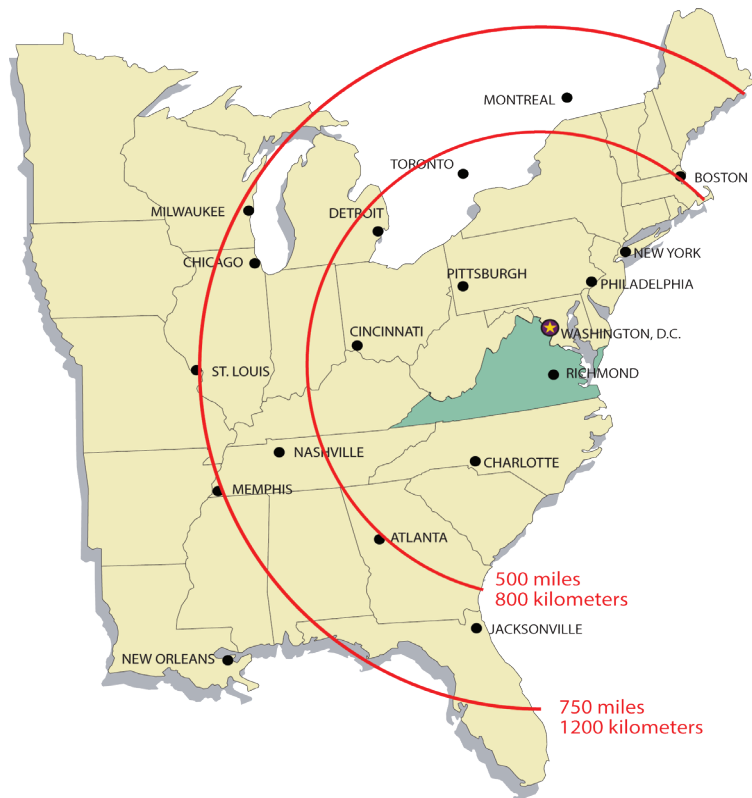 MONTREAL
TORONTO
BOSTON
MILWAUKEE
DETROIT
NEW YORK
CHICAGO
PITTSBURGH
PHILADELPHIA
CINCINNATI
WASHINGTON, D.C.
ST. LOUIS
RICHMOND
NASHVILLE
CHARLOTTE
MEMPHIS
ATLANTA
500 miles
800 kilometers
JACKSONVILLE
NEW ORLEANS
750 miles
1200 kilometers